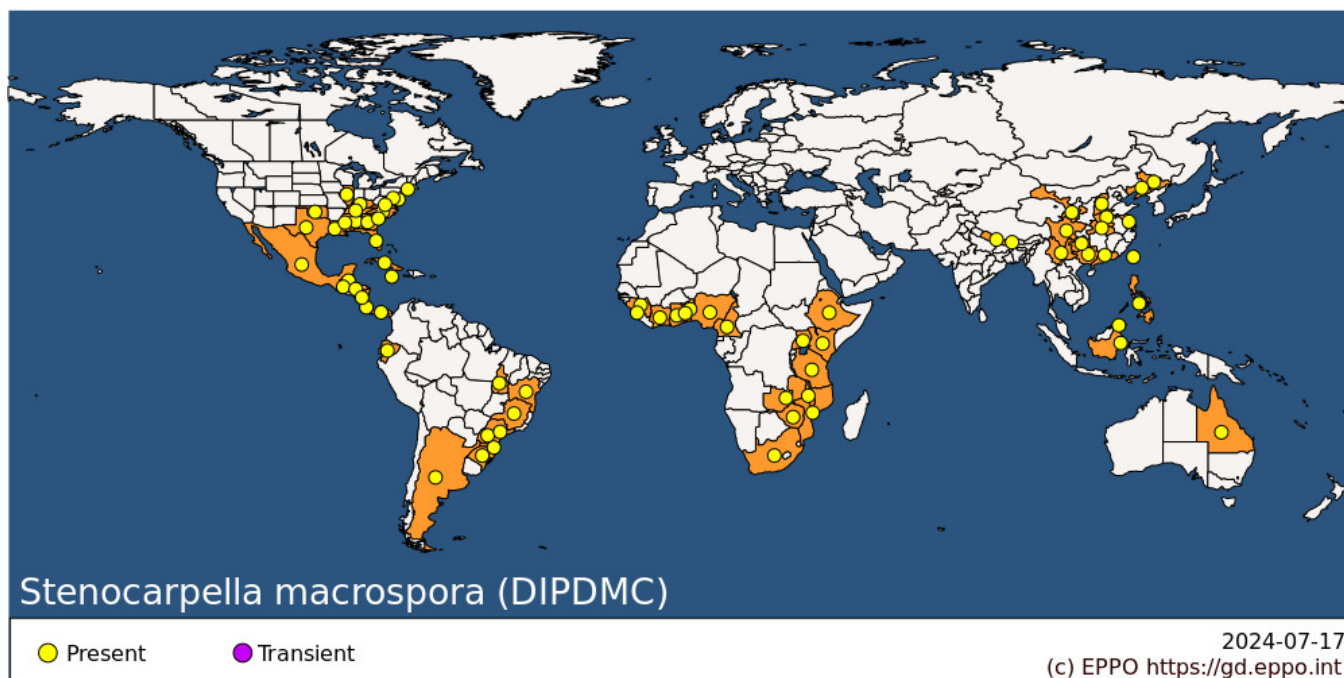 Stenocarpella macrospora (DIPDMC)
Present
Transient
2024-07-17
(c) EPPO https://gd.eppo.int